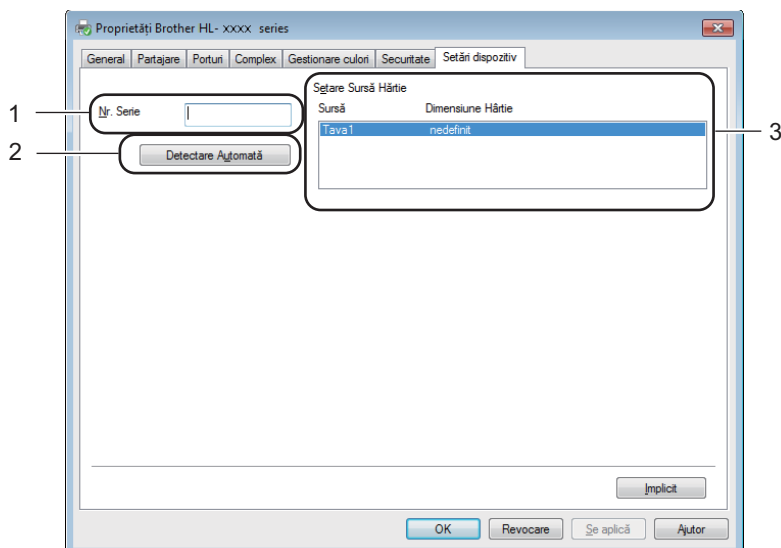 Proprietăți Brother HL- xxxx series
General Partajare Porturi Complex Gestionare culori Securitate Setări dispozitiv
1
Nr. Serie
2
Detectare Automată
Setare Sursă Hârtie
Sursă Dimensiune Hârtie
Tava1 nedefinit
3
Implicit
OK Revocare Se aplică Ajutor